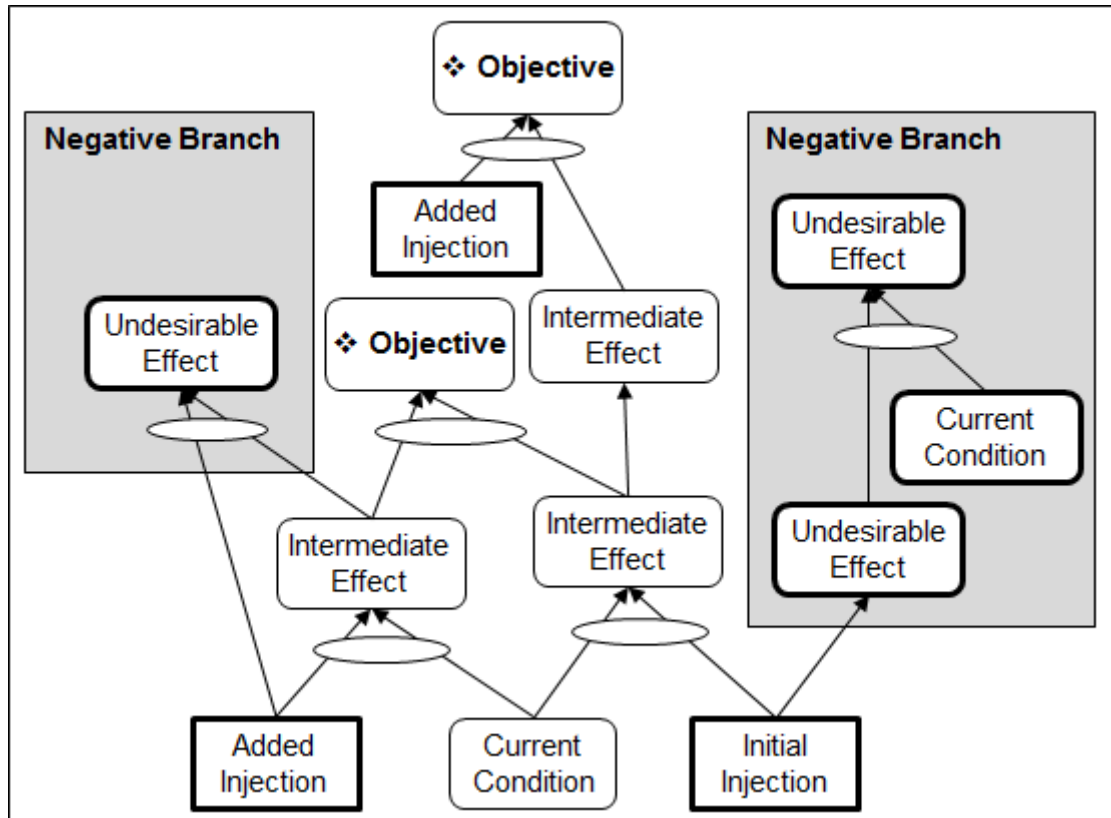 ❖ Objective
Negative Branch
Negative Branch
Added
Injection
Undesirable
Effect
Undesirable
Effect
❖ Objective
Intermediate
Effect
Current
Condition
Intermediate
Effect
Intermediate
Effect
Undesirable
Effect
Added
Injection
Current
Condition
Initial
Injection